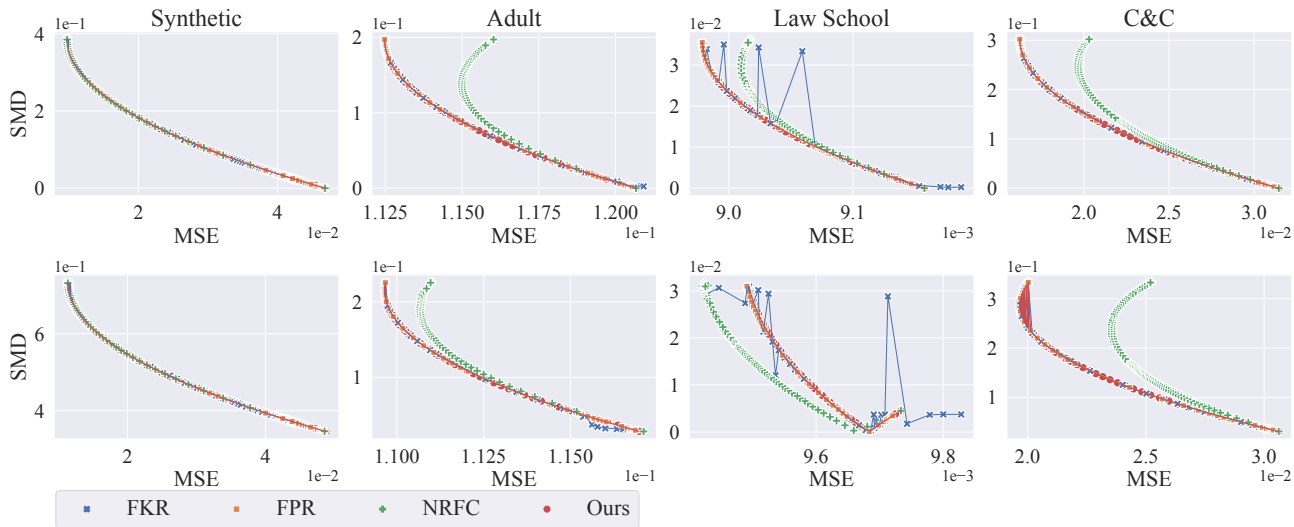 Synthetic Adult Law School C&C
1e−1 1e−1 1e−2 1e−1
SMD
4
2
0
2 4
1e−2
MSE
2
1
0
1.125 1.150 1.175 1.200
1e−1
MSE
3
2
1
0
9.0 9.1
1e−3
MSE
3
2
1
0
2.0 2.5 3.0
1e−2
MSE
1e−1 1e−1 1e−2 1e−1
SMD
6
4
2 4
1e−2
MSE
2
1
1.100 1.125 1.150
1e−1
MSE
3
2
1
0
9.6 9.8
1e−3
MSE
3
2
1
2.0 2.5 3.0
1e−2
MSE
FKR FPR NRFC Ours